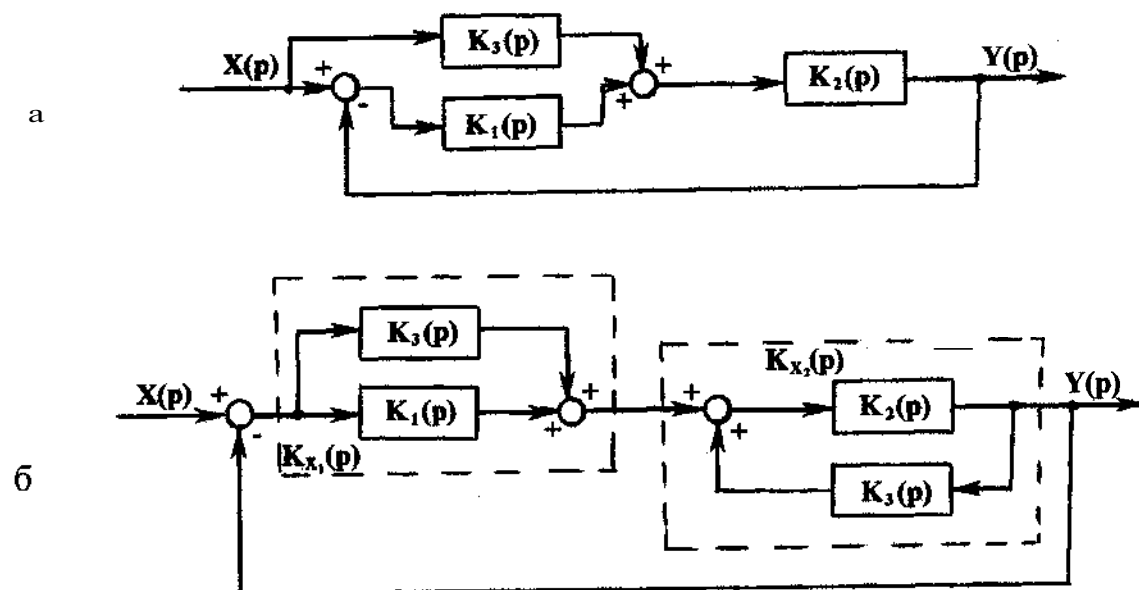 K₃(p)
X(p)
+
-
K₁(p)
+
+
K₂(p)
Y(p)
а
K₃(p)
X(p)
+
-
K₁(p)
+
+
Kx₁(p)
Kx₂(p)
+
+
K₂(p)
Y(p)
K₃(p)
б